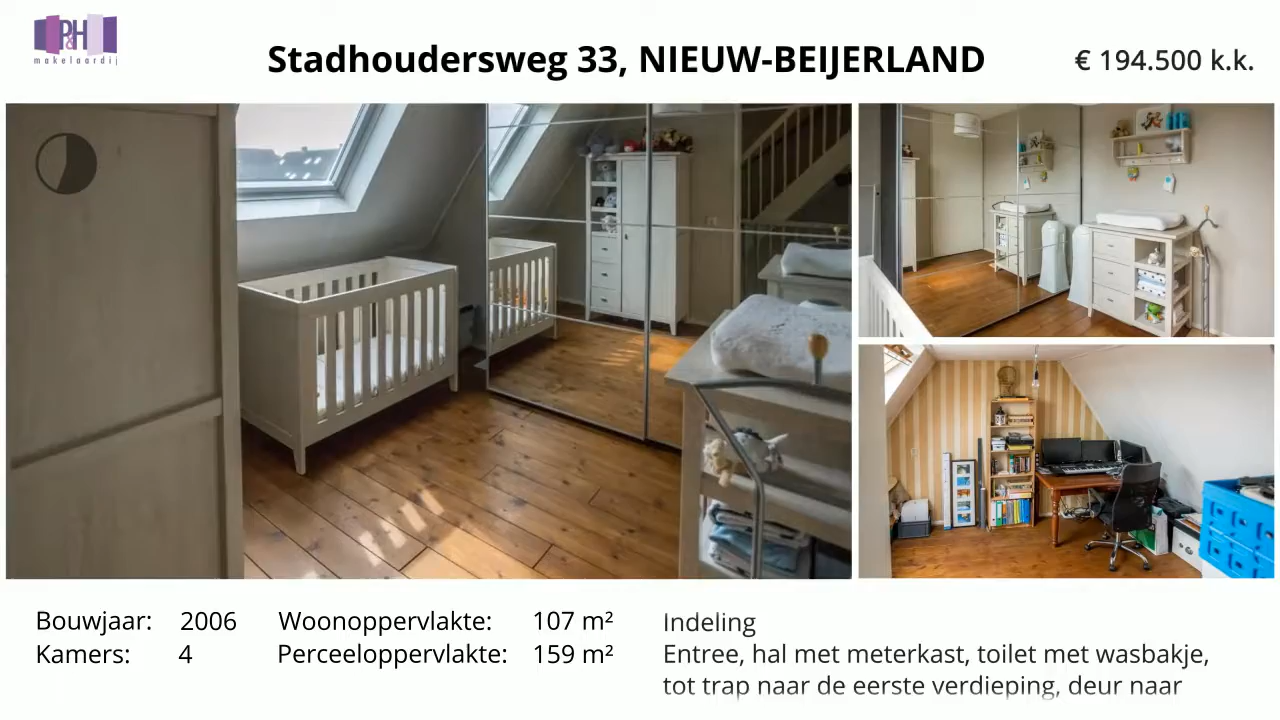 P&H
makelaardij
Stadhoudersweg 33, NIEUW-BEIJERLAND
€ 194.500 k.k.
Bouwjaar: 2006
Kamers: 4
Woonoppervlakte: 107 m²
Perceeloppervlakte: 159 m²
Indeling
Entree, hal met meterkast, toilet met wasbakje,
tot trap naar de eerste verdieping, deur naar